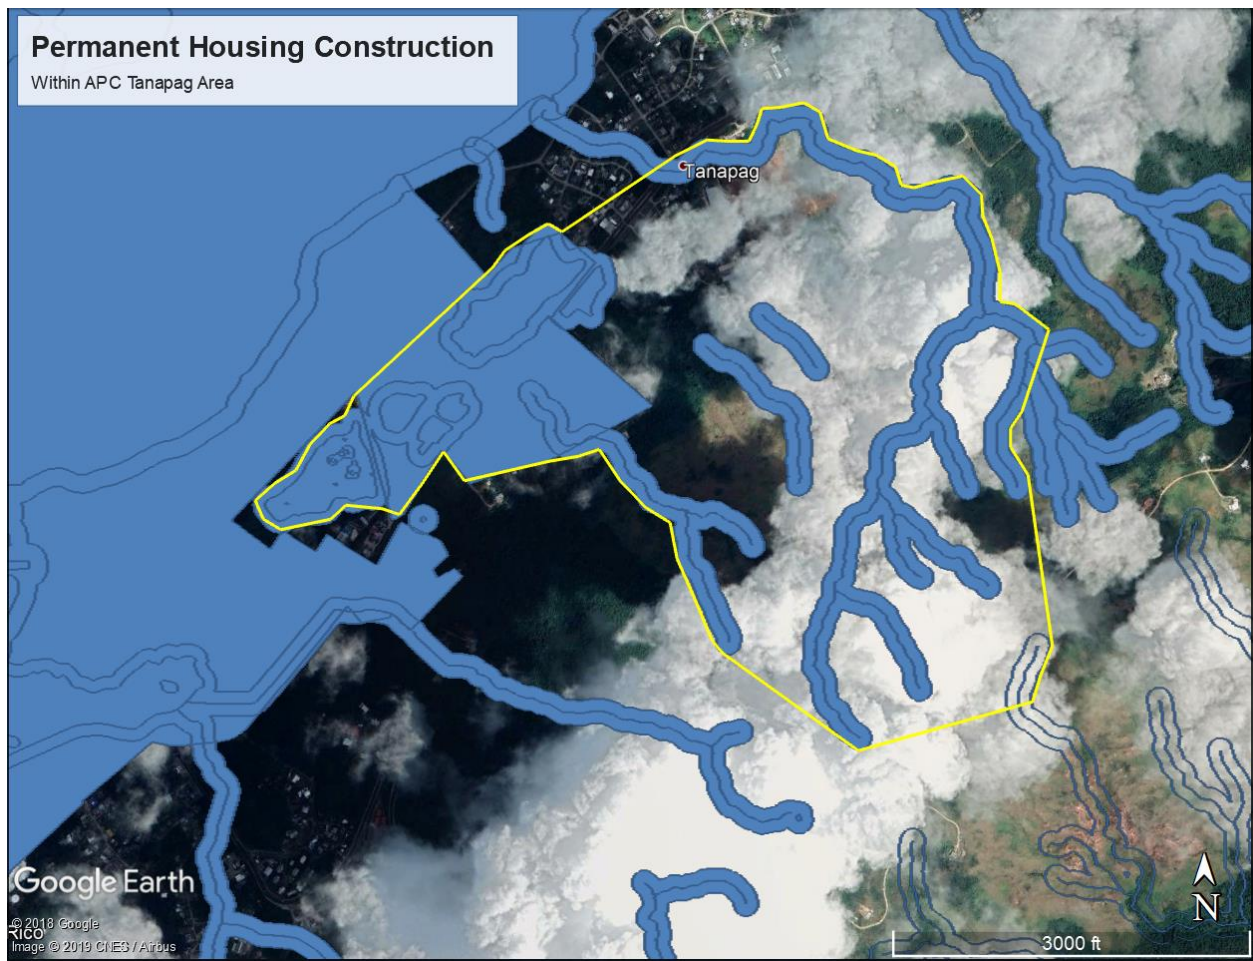 Permanent Housing Construction
Within APC Tanapag Area
Tanapag
Google Earth
© 2018 Google
Image © 2019 CNES / Airbus
N
3000 ft